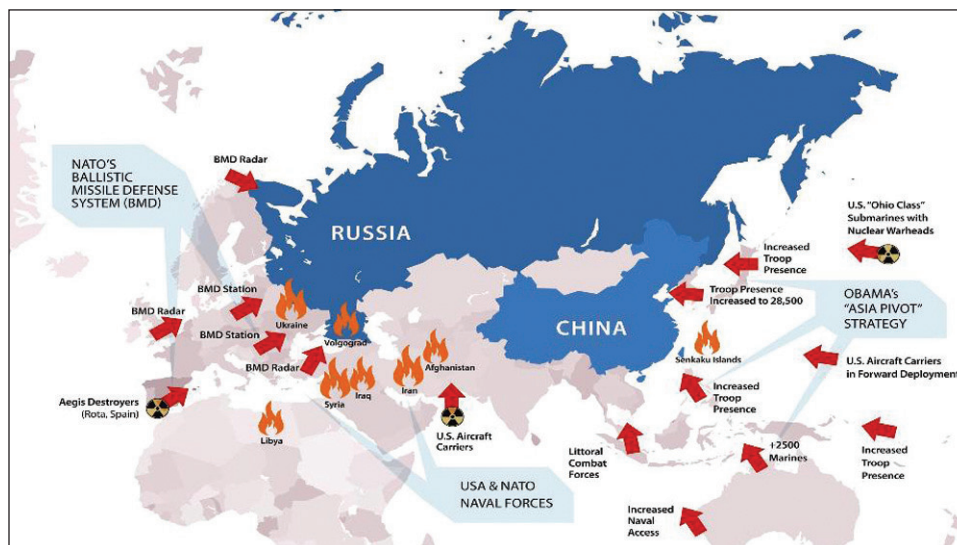 BMD Radar
NATO'S
BALLISTIC
MISSILE DEFENSE
SYSTEM (BMD)
RUSSIA
U.S. "Ohio Class"
Submarines with
Nuclear Warheads
Increased
Troop
Presence
BMD Station
Troop Presence
Increased to 28,500
OBAMA's
"ASIA PIVOT"
STRATEGY
BMD Radar
Ukraine
BMD Station
Volgograd
CHINA
Senkaku Islands
BMD Radar
Afghanistan
U.S. Aircraft Carriers
in Forward Deployment
Iran
Iraq
Syria
Aegis Destroyers
(Rota, Spain)
Increased
Troop
Presence
Libya
U.S. Aircraft
Carriers
Littoral
Combat
Forces
+2500
Marines
Increased
Troop
Presence
USA & NATO
NAVAL FORCES
Increased
Naval
Access